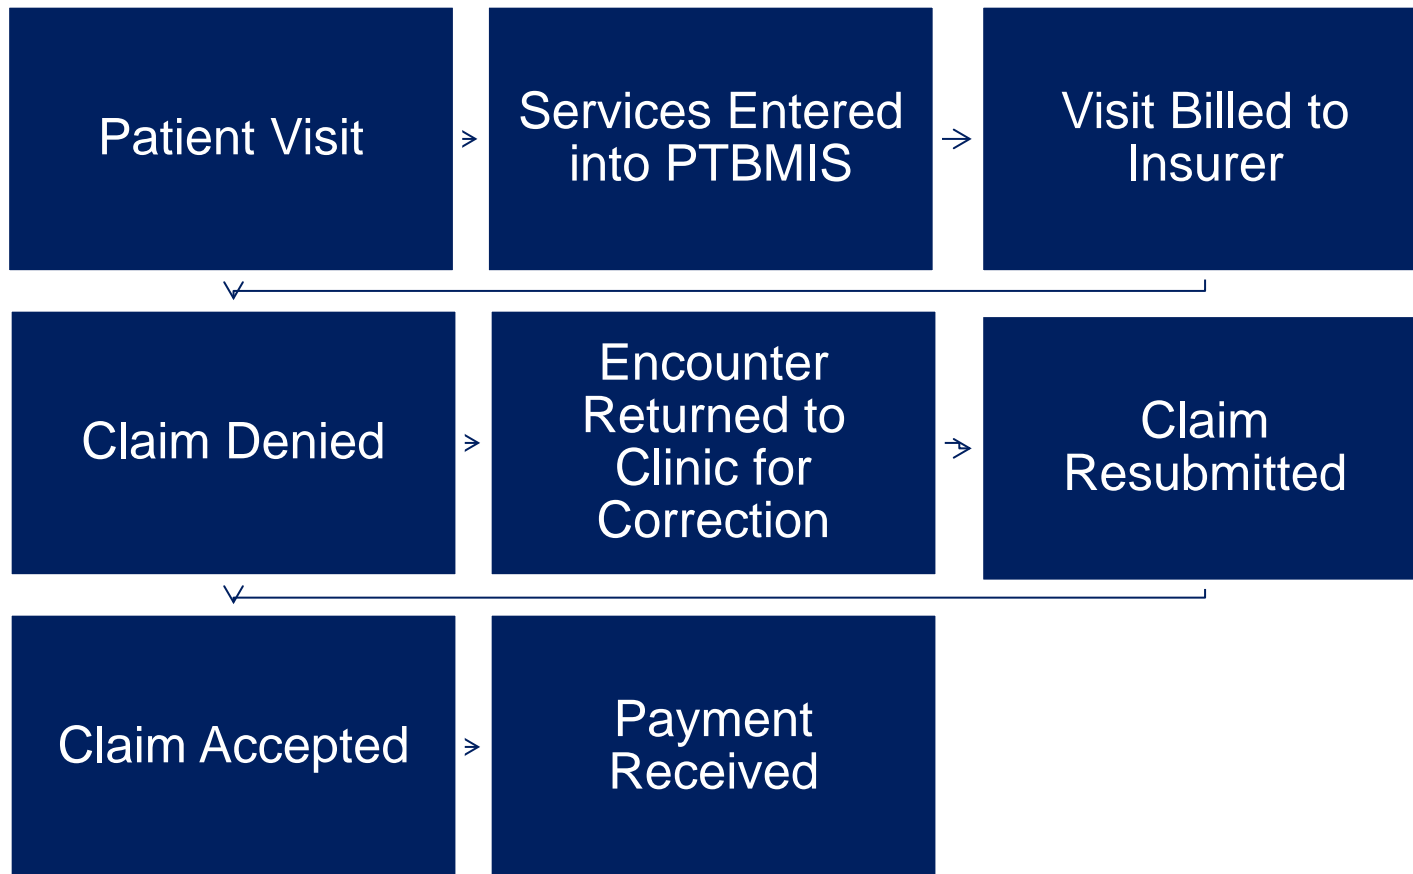 Patient Visit
Services Entered
into PTBMIS
Visit Billed to
Insurer
Claim Denied
Encounter
Returned to
Clinic for
Correction
Claim
Resubmitted
Claim Accepted
Payment
Received